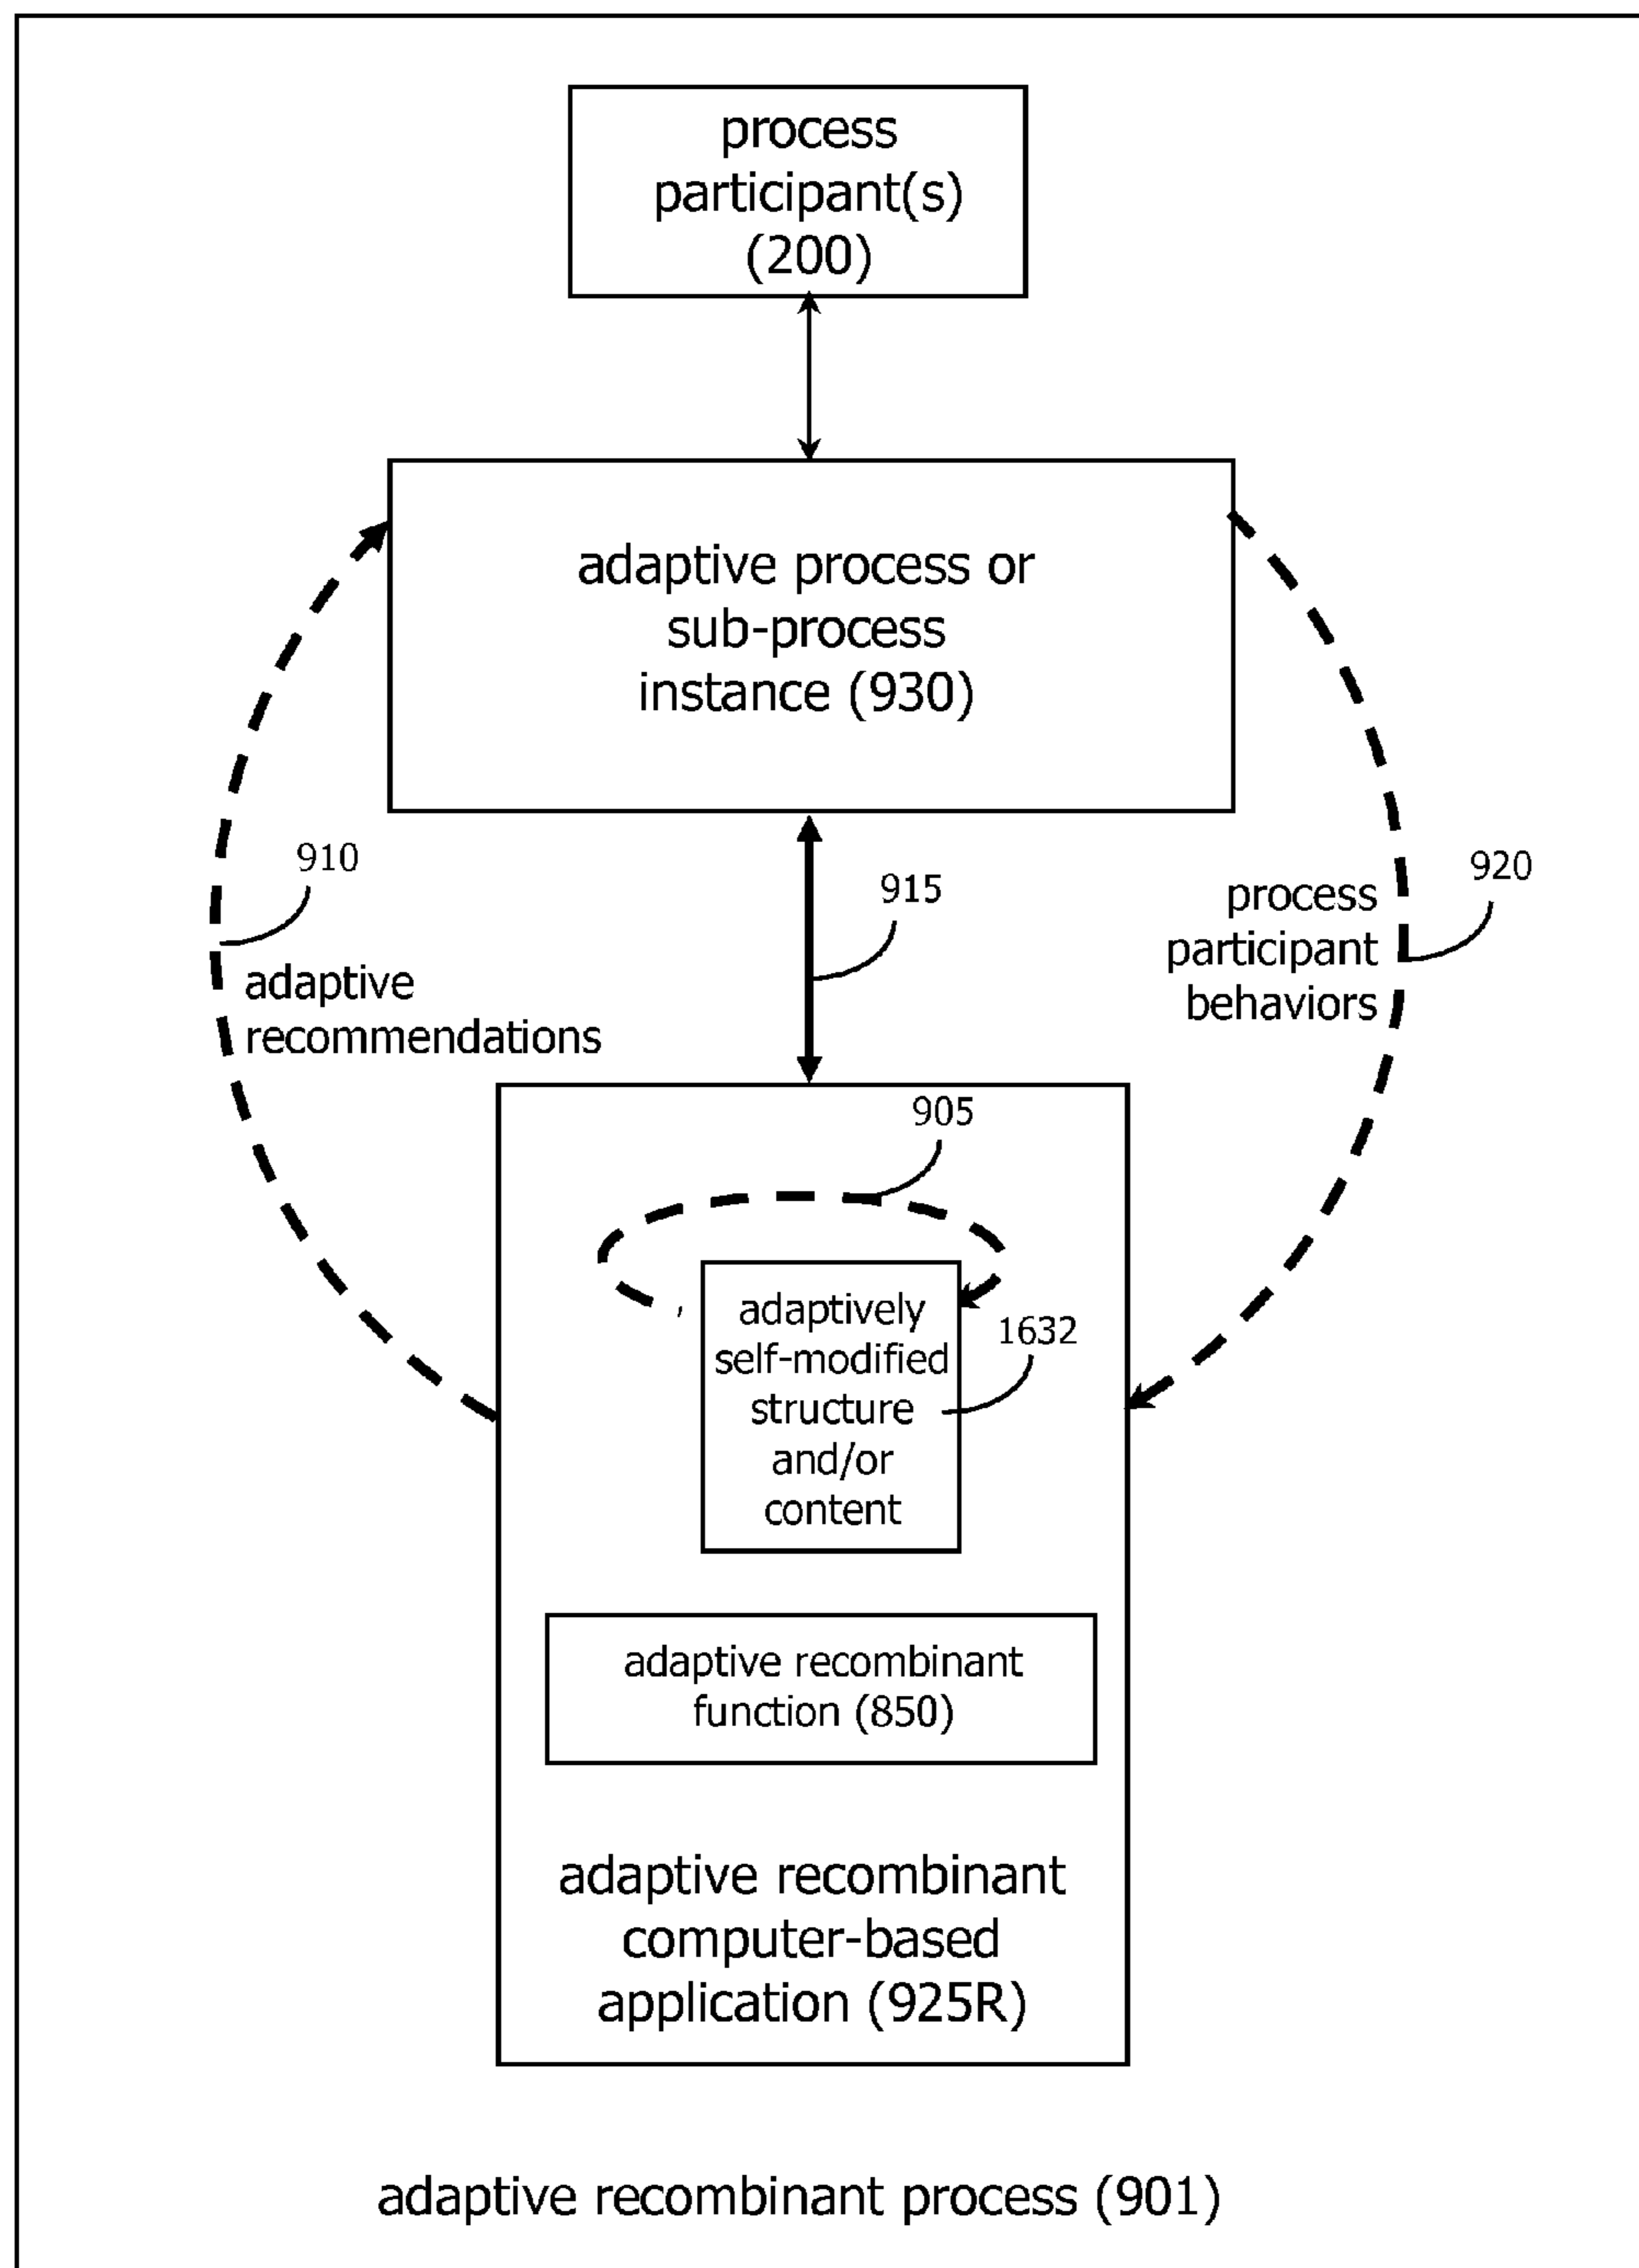 process
participant(s)
(200)
adaptive process or
sub-process
instance (930)
910
915
920
process
participant
behaviors
adaptive
recommendations
905
adaptively
self-modified
structure
and/or
content
1632
adaptive recombinant
function (850)
adaptive recombinant
computer-based
application (925R)
adaptive recombinant process (901)